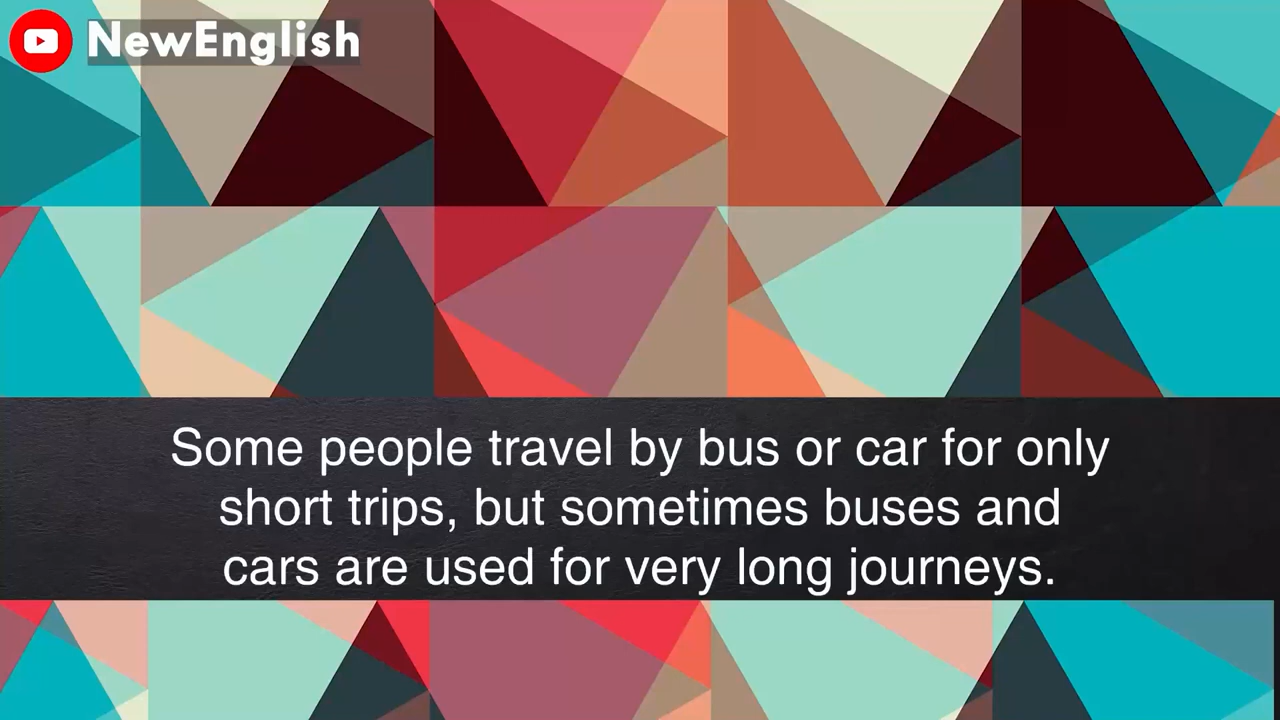 NewEnglish
Some people travel by bus or car for only
short trips, but sometimes buses and
cars are used for very long journeys.